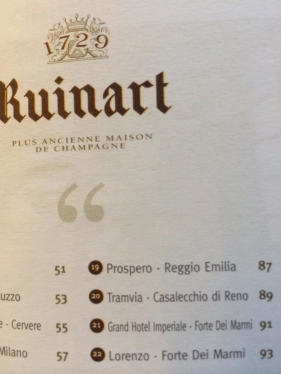 1729
Ruinart
PLUS ANCIENNE MAISON
DE CHAMPAGNE
“
51 19 Prospero - Reggio Emilia 87
uzzo 53 20 Tramvia - Casalecchio di Reno 89
e - Cervere 55 21 Grand Hotel Imperiale - Forte Dei Marmi 91
Milano 57 22 Lorenzo - Forte Dei Marmi 93